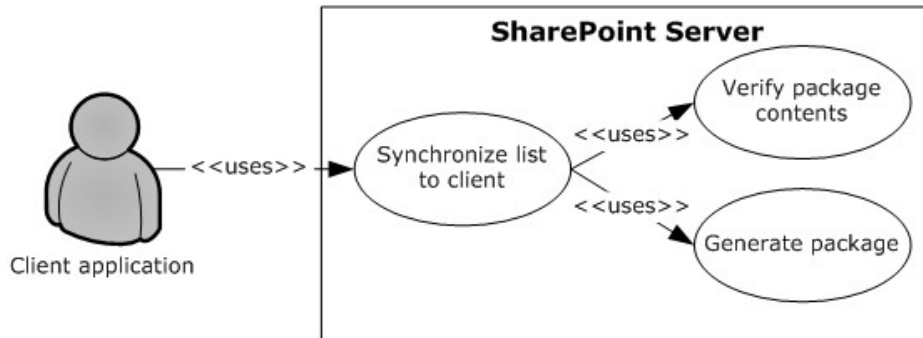 SharePoint Server
Verify package
contents
<<uses>>
<<uses>>
Synchronize list
to client
<<uses>>
Generate package
Client application